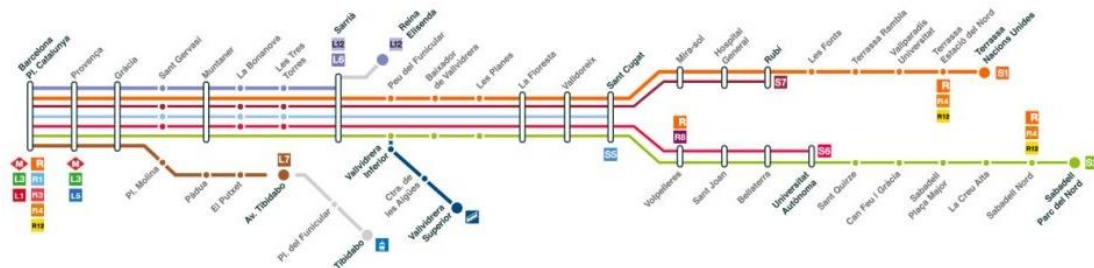 Barcelona
Pl. Catalunya
Provença
Gràcia
Sant Gervasi
Muntaner
La Bonanova
Les Tres
Torres
Sarrià
L12
L6
Reina
Elisenda
L12
Peu del Funicular
Baixador
de Vallvidrera
Les Planes
La Floresta
Valldoreix
Sant Cugat
Mira-sol
Hospital
General
Rubí
Les Fonts
Terrassa Rambla
Vallparadís
Universitat
Terrassa
Estació del Nord
Terrassa
Nacions Unides
S1
S7
R
R4
R12
M
L3
L1
R
R1
R3
R4
R12
M
L3
L5
Pl. Molina
Pàdua
El Putxet
L7
Av. Tibidabo
Pl. del Funicular
Tibidabo
Vallvidrera
Inferior
Ctra. de
les Aigües
Vallvidrera
Superior
S5
R
R8
S6
Volpelleres
Sant Joan
Bellaterra
Universitat
Autònoma
Sant Quirze
Can Feu | Gràcia
Sabadell
Plaça Major
La Creu Alta
Sabadell Nord
R
R4
R12
Sabadell
Parc del Nord